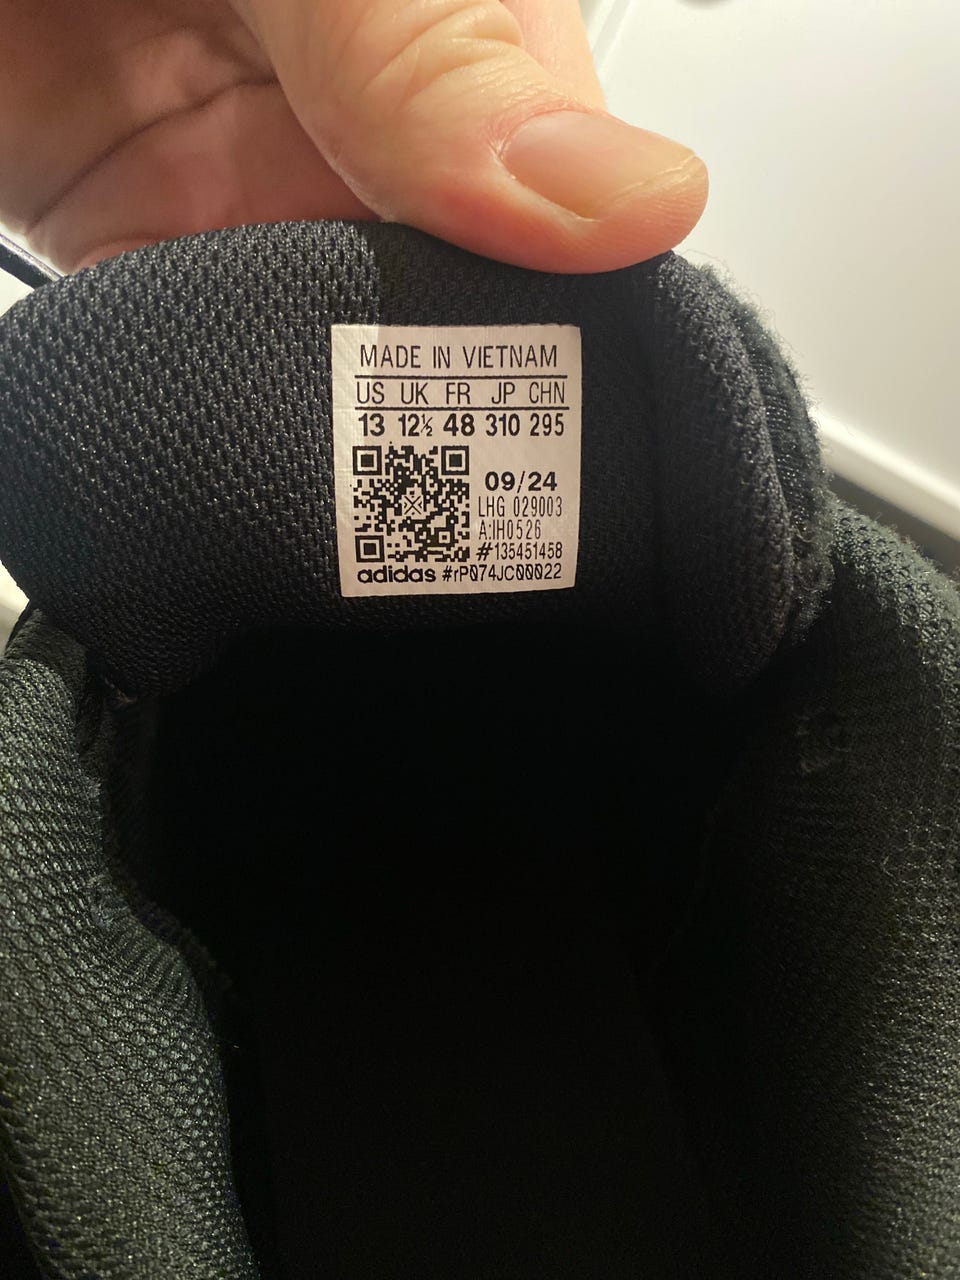 MADE IN VIETNAM
US UK FR JP CHN
13 12½ 48 310 295
09/24
LHG 029003
A:IH0526
#135451458
adidas #rP074JC00022